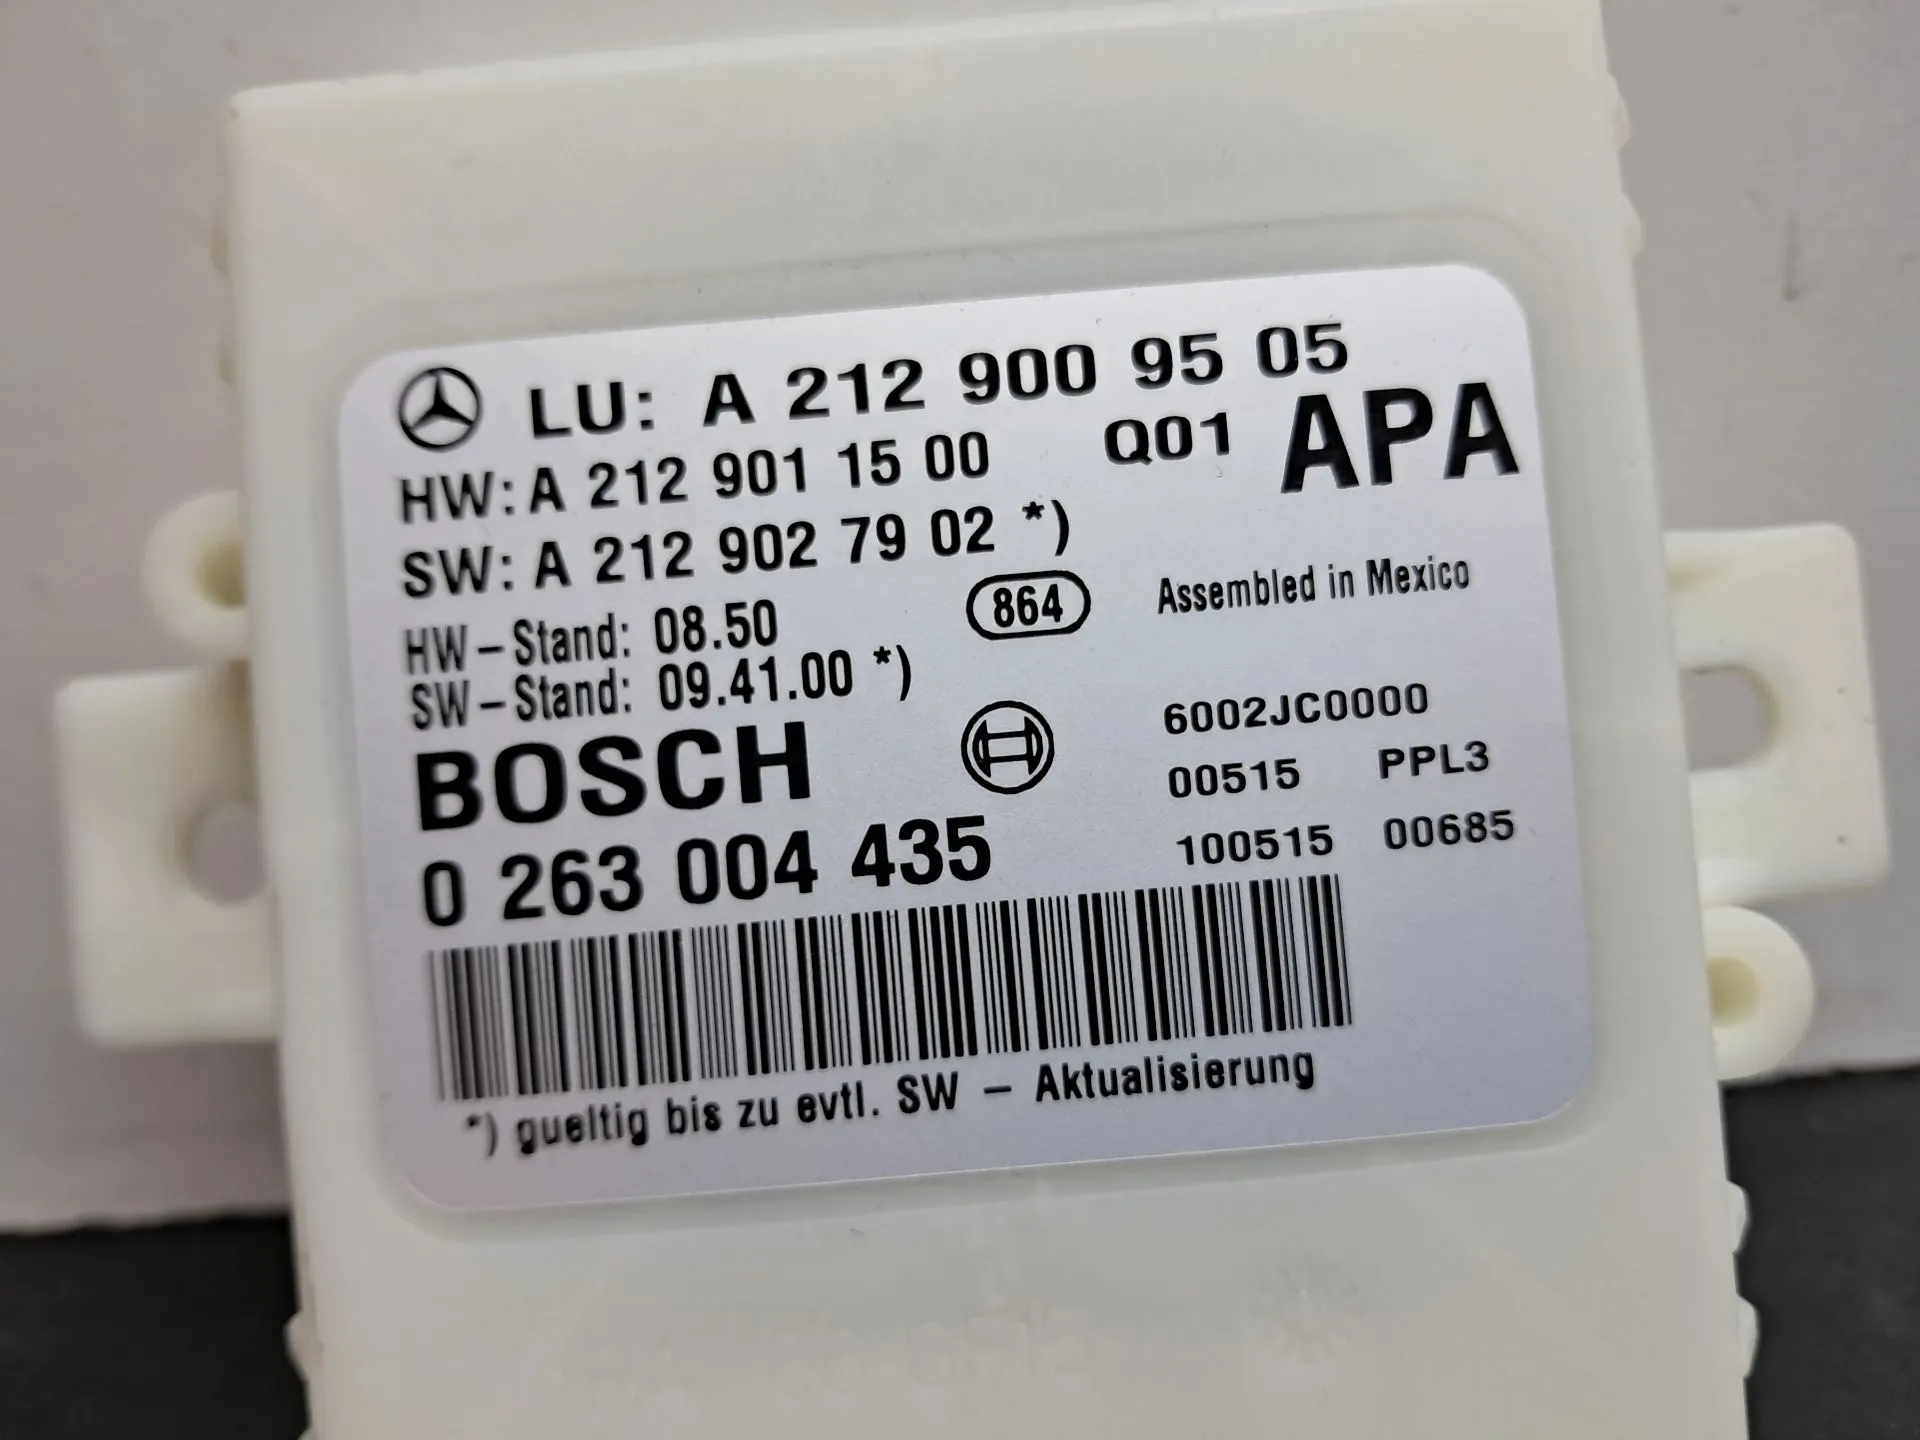 LU: A 212 900 95 05
HW: A 212 901 15 00 Q01 APA
SW: A 212 902 79 02 *)
HW-Stand: 08.50 864 Assembled in Mexico
SW-Stand: 09.41.00 *)
BOSCH 6002JC0000
00515 PPL3
0 263 004 435 100515 00685
*) gueltig bis zu evtl. SW - Aktualisierung